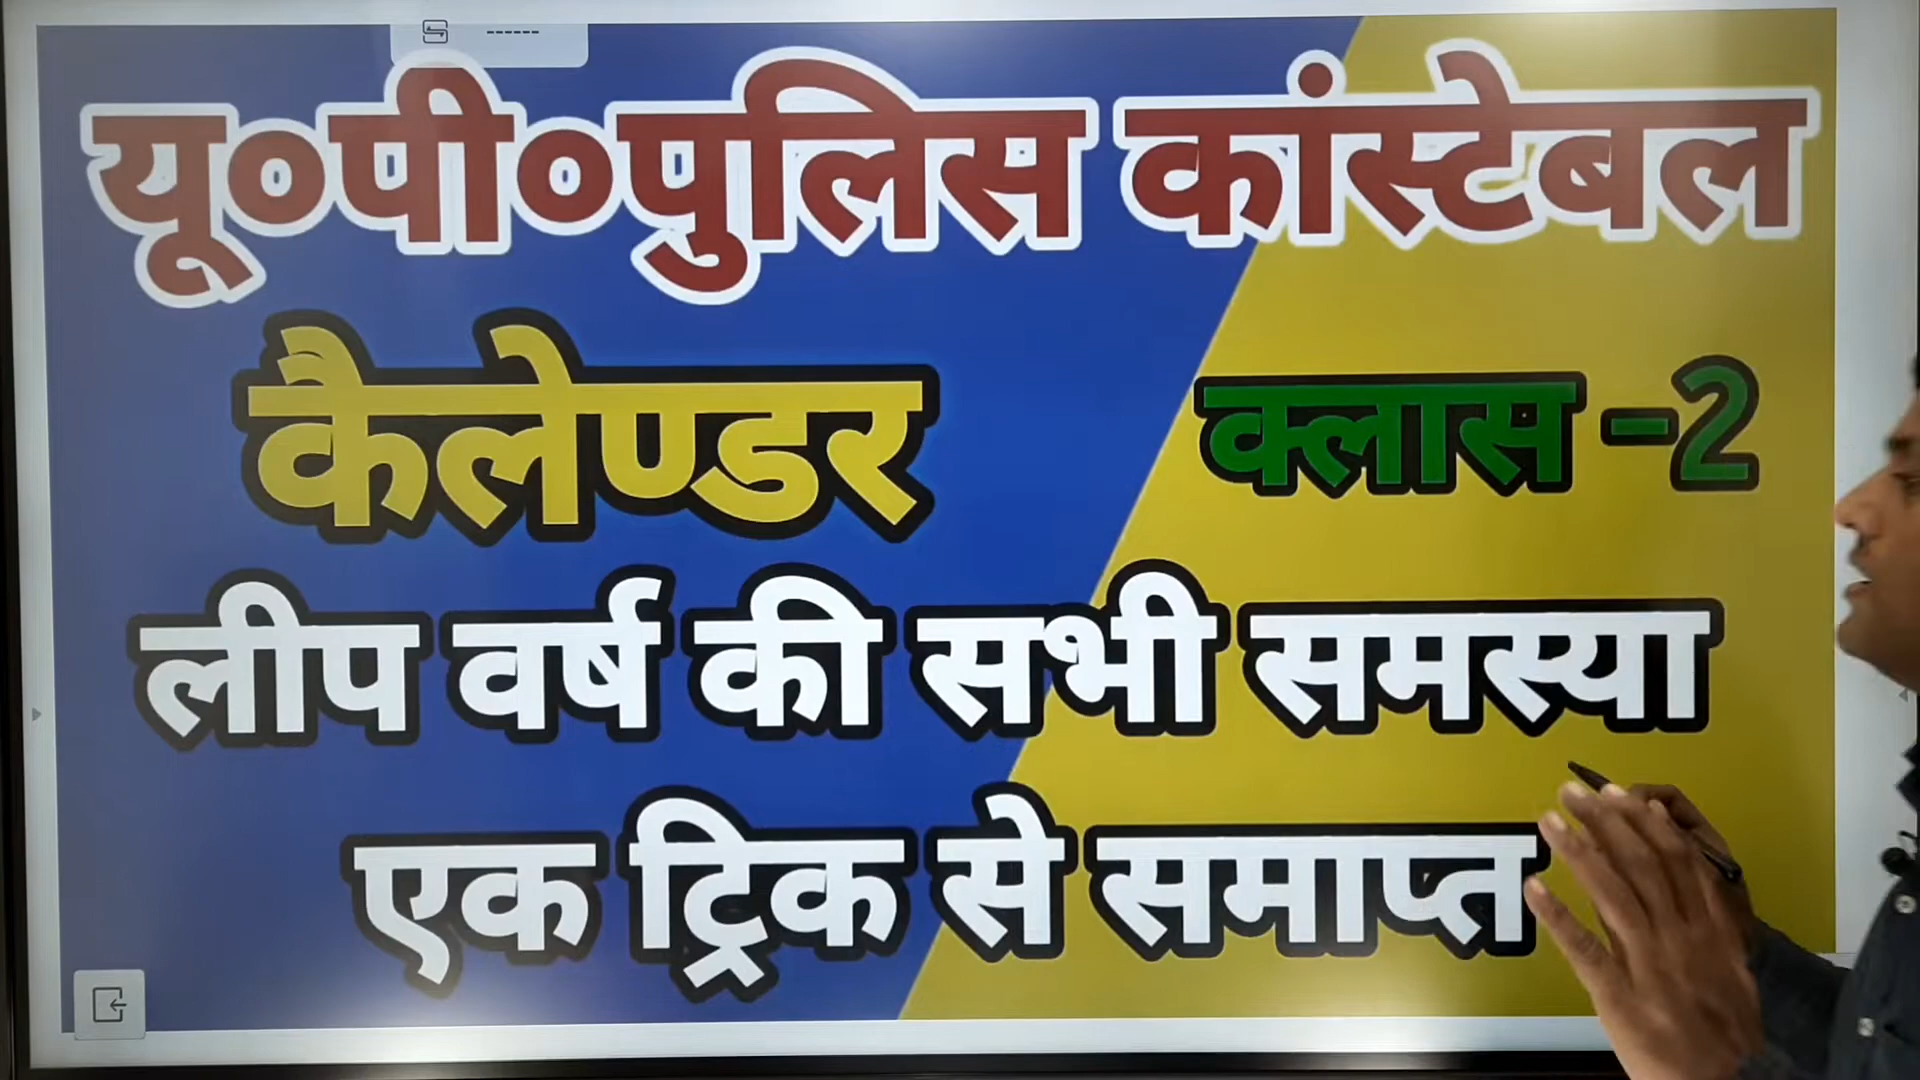 यू०पी०पुलिस कांस्टेबल
कैलेण्डर क्लास -2
लीप वर्ष की सभी समस्या
एक ट्रिक से समाप्त